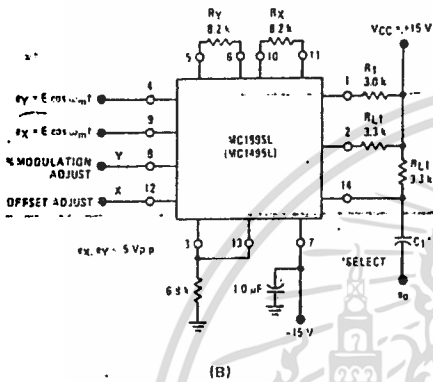 RY
8.2 k
RX
8.2 k
VCC = +15 V
5
6
10
11
4
eY = E cos ωmt
9
eX = E cos ωmt
%MODULATION
ADJUST
Y
8
OFFSET ADJUST
X
12
MC1595L
(MC1495L)
1
R1
3.0 k
2
RL1
3.3 k
RL1
3.3 k
14
C1*
*SELECT
eo
eX, eY < 5 Vp-p
3
13
7
6.8 k
1.0 µF
-15 V
(B)